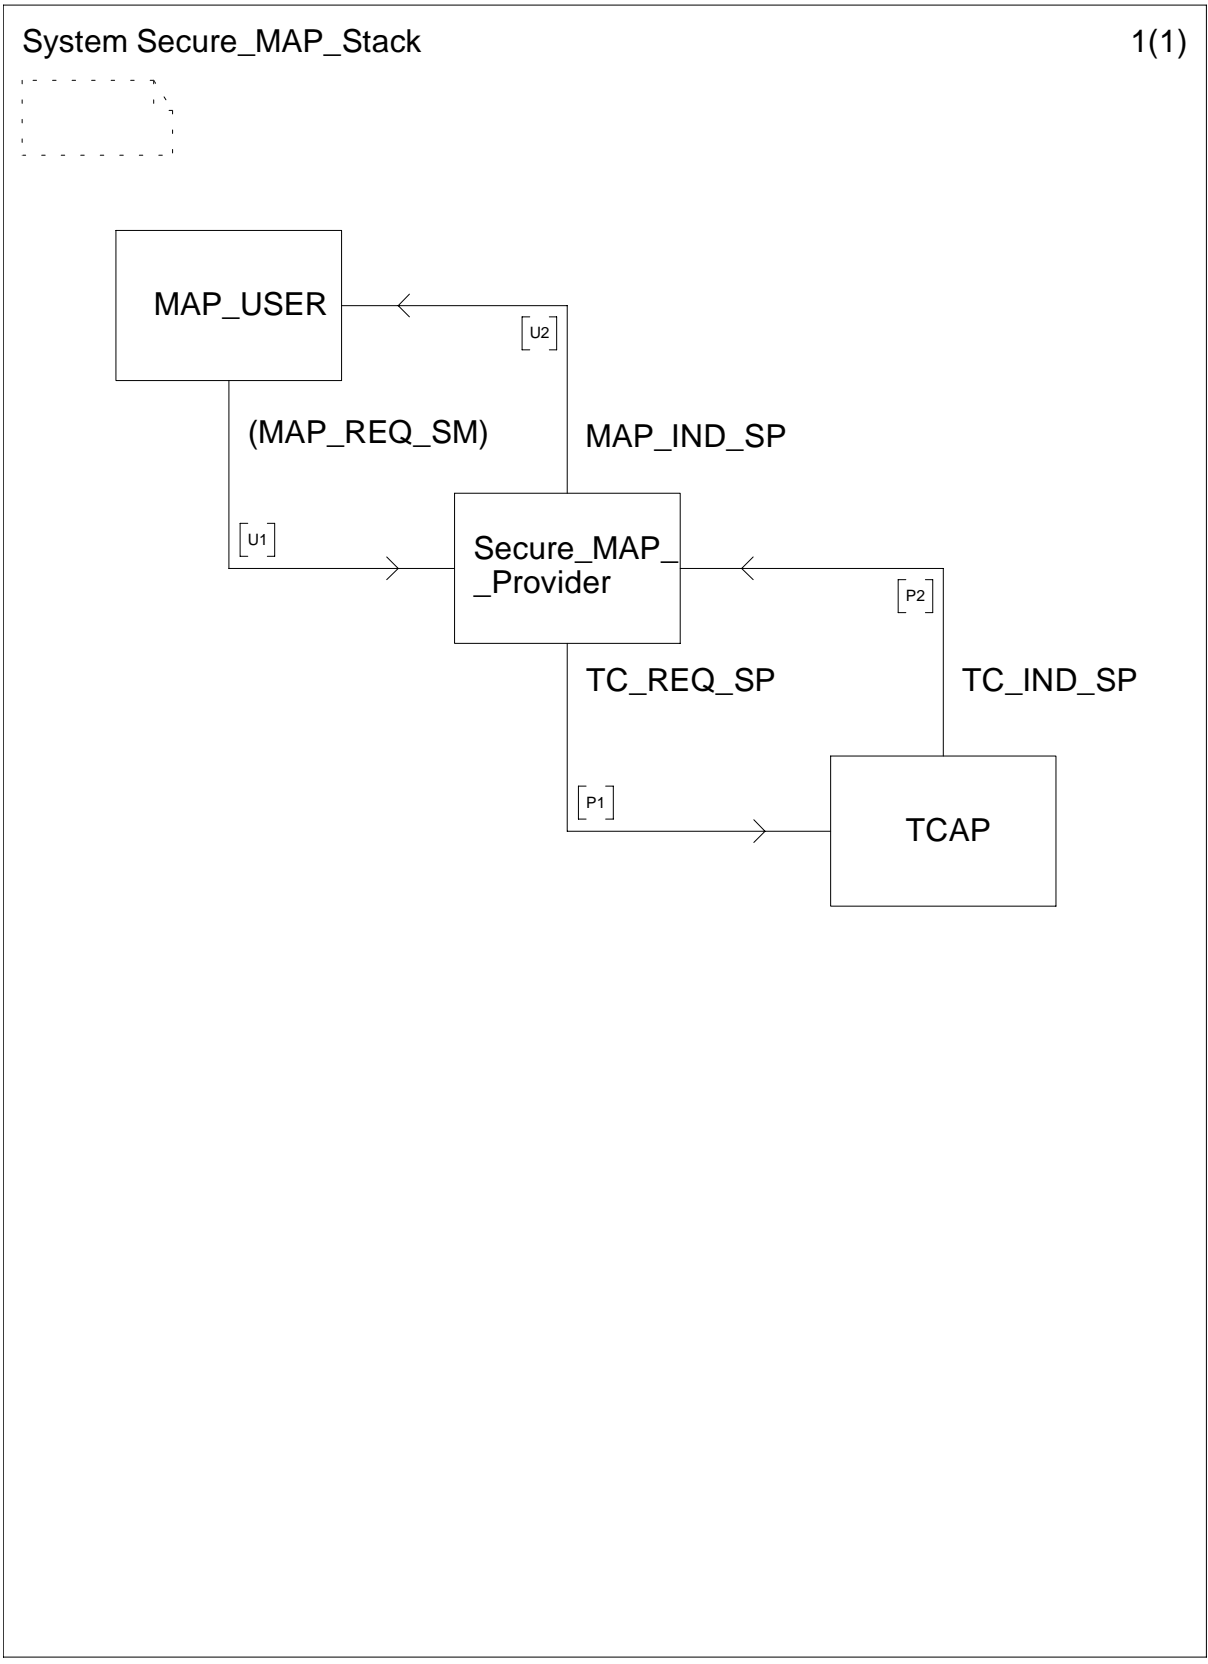 System Secure_MAP_Stack
1(1)
MAP_USER
[U2]
(MAP_REQ_SM)
MAP_IND_SP
[U1]
Secure_MAP_
_Provider
[P2]
TC_REQ_SP
TC_IND_SP
[P1]
TCAP